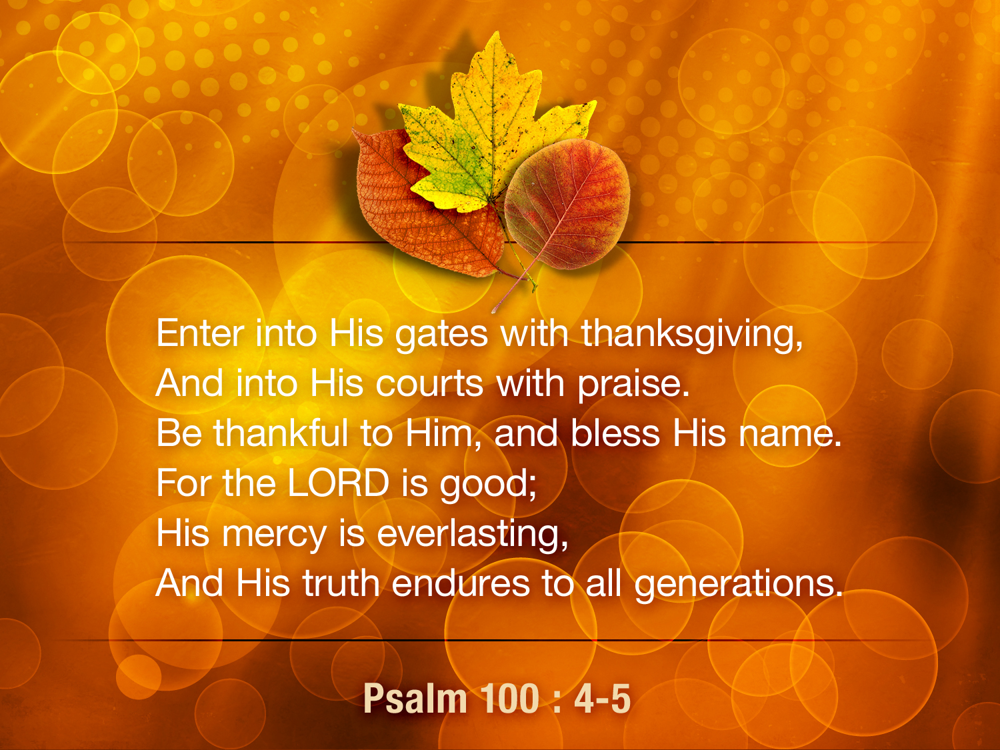 Enter into His gates with thanksgiving,
And into His courts with praise.
Be thankful to Him, and bless His name.
For the LORD is good;
His mercy is everlasting,
And His truth endures to all generations.
Psalm 100 : 4-5